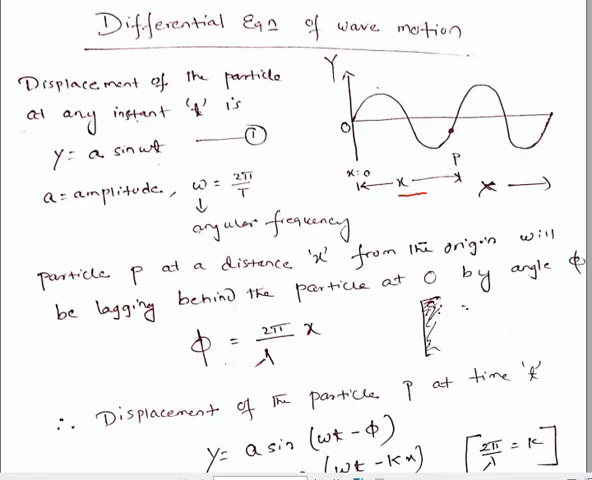 Differential Eqn of wave motion
Displacement of the particle
at any instant 't' is
y = a sin ωt ——— ①
a = amplitude, ω = 2π/T
↓
angular frequency
Y
O
P
x=0
x
X
particle P at a distance 'x' from the origin will
be lagging behind the particle at O by angle ϕ
ϕ = 2π/λ x
∴ Displacement of the particle P at time 't'
y = a sin (ωt - ϕ)
= (ωt - Kx) [2π/λ = K]